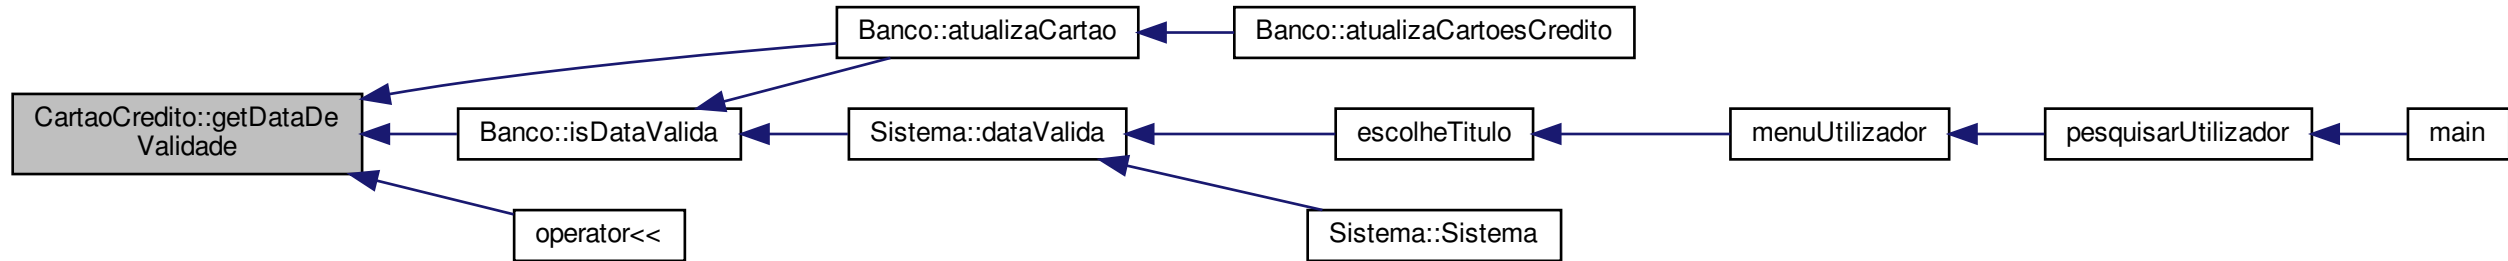 Banco::atualizaCartao
Banco::atualizaCartoesCredito
CartaoCredito::getDataDe
Validade
Banco::isDataValida
Sistema::dataValida
escolheTitulo
menuUtilizador
pesquisarUtilizador
main
operator<<
Sistema::Sistema